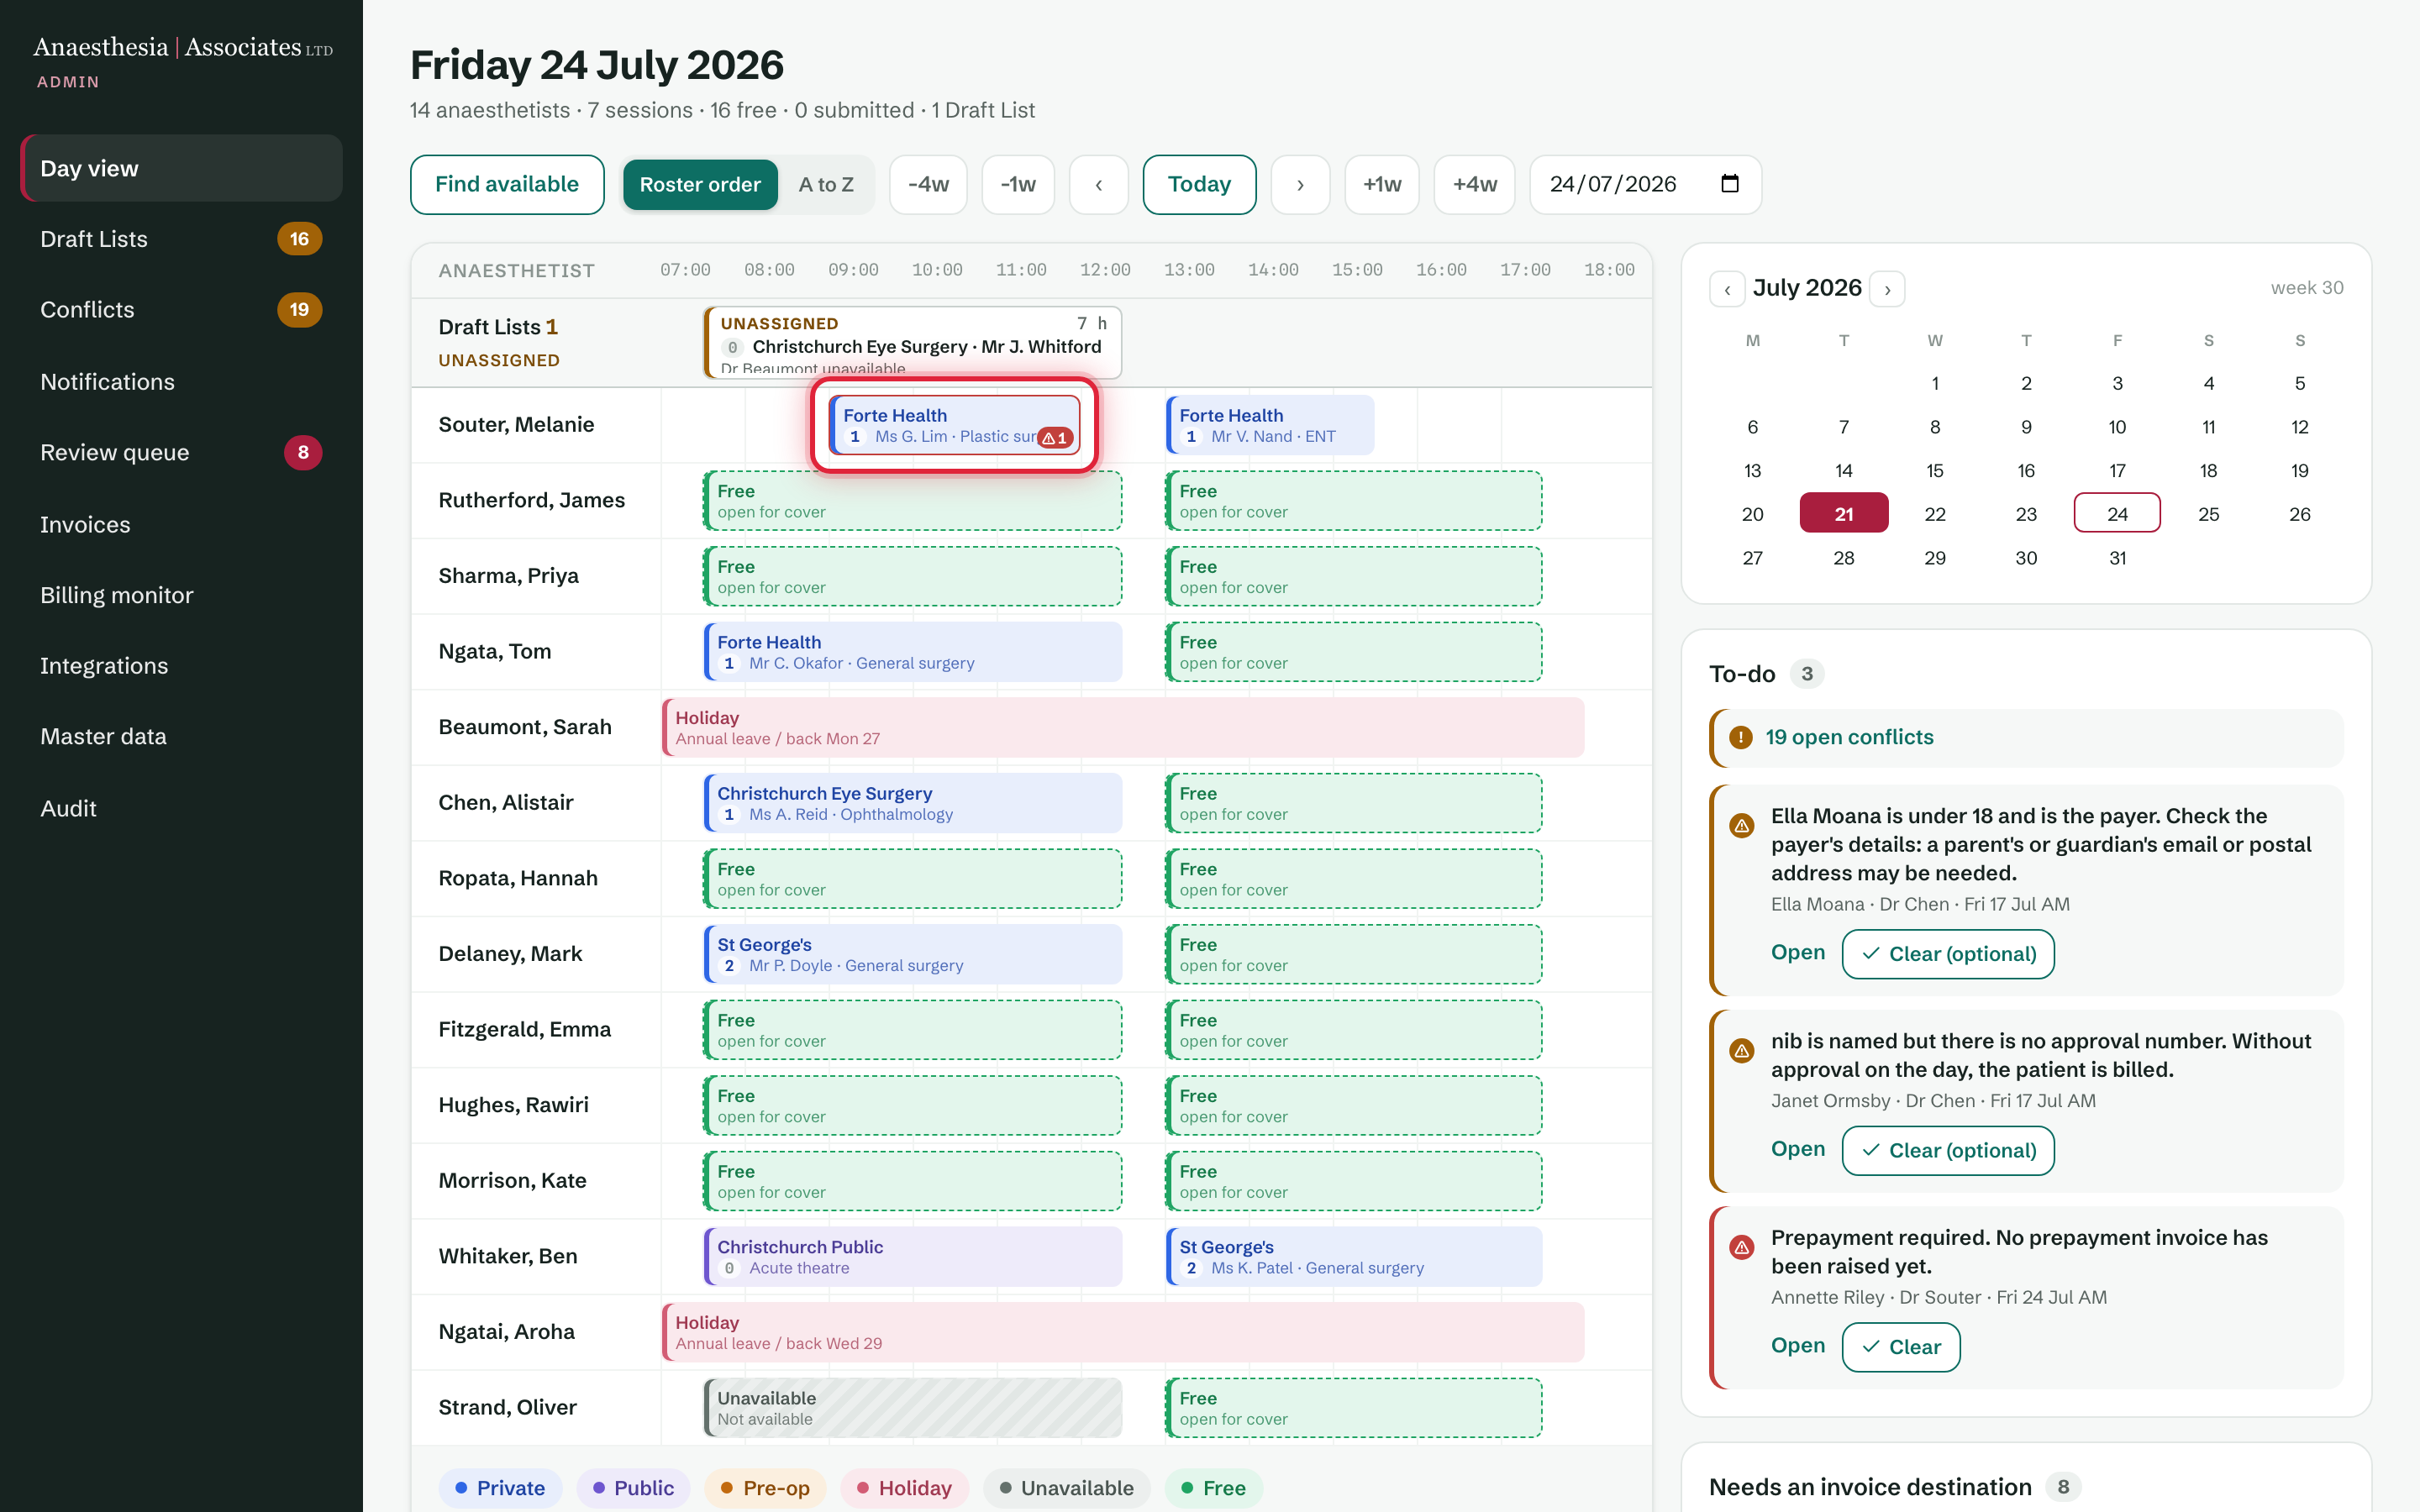 Anaesthesia | Associates LTD
ADMIN
Day view
Draft Lists 16
Conflicts 19
Notifications
Review queue 8
Invoices
Billing monitor
Integrations
Master data
Audit
Friday 24 July 2026
14 anaesthetists · 7 sessions · 16 free · 0 submitted · 1 Draft List
Find available Roster order A to Z -4w -1w ‹ Today › +1w +4w 24/07/2026
ANAESTHETIST 07:00 08:00 09:00 10:00 11:00 12:00 13:00 14:00 15:00 16:00 17:00 18:00
Draft Lists 1
UNASSIGNED
UNASSIGNED 7 h
0 Christchurch Eye Surgery · Mr J. Whitford
Dr Beaumont unavailable
Souter, Melanie
Forte Health
1 Ms G. Lim · Plastic sur 1
Forte Health
1 Mr V. Nand · ENT
Rutherford, James
Free
open for cover
Free
open for cover
Sharma, Priya
Free
open for cover
Free
open for cover
Ngata, Tom
Forte Health
1 Mr C. Okafor · General surgery
Free
open for cover
Beaumont, Sarah
Holiday
Annual leave / back Mon 27
Chen, Alistair
Christchurch Eye Surgery
1 Ms A. Reid · Ophthalmology
Free
open for cover
Ropata, Hannah
Free
open for cover
Free
open for cover
Delaney, Mark
St George's
2 Mr P. Doyle · General surgery
Free
open for cover
Fitzgerald, Emma
Free
open for cover
Free
open for cover
Hughes, Rawiri
Free
open for cover
Free
open for cover
Morrison, Kate
Free
open for cover
Free
open for cover
Whitaker, Ben
Christchurch Public
0 Acute theatre
St George's
2 Ms K. Patel · General surgery
Ngatai, Aroha
Holiday
Annual leave / back Wed 29
Strand, Oliver
Unavailable
Not available
Free
open for cover
Private Public Pre-op Holiday Unavailable Free
‹ July 2026 › week 30
M T W T F S S
1 2 3 4 5
6 7 8 9 10 11 12
13 14 15 16 17 18 19
20 21 22 23 24 25 26
27 28 29 30 31
To-do 3
19 open conflicts
Ella Moana is under 18 and is the payer. Check the
payer's details: a parent's or guardian's email or postal
address may be needed.
Ella Moana · Dr Chen · Fri 17 Jul AM
Open Clear (optional)
nib is named but there is no approval number. Without
approval on the day, the patient is billed.
Janet Ormsby · Dr Chen · Fri 17 Jul AM
Open Clear (optional)
Prepayment required. No prepayment invoice has
been raised yet.
Annette Riley · Dr Souter · Fri 24 Jul AM
Open Clear
Needs an invoice destination 8